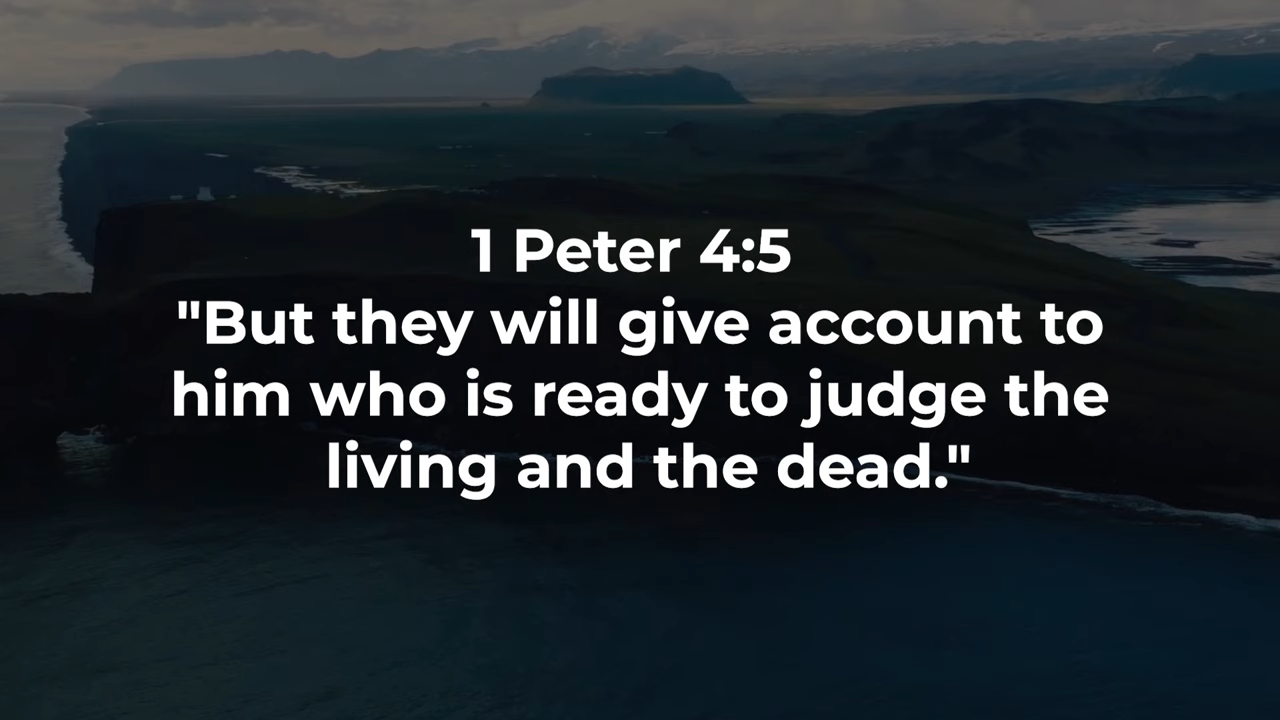 1 Peter 4:5
"But they will give account to
him who is ready to judge the
living and the dead."